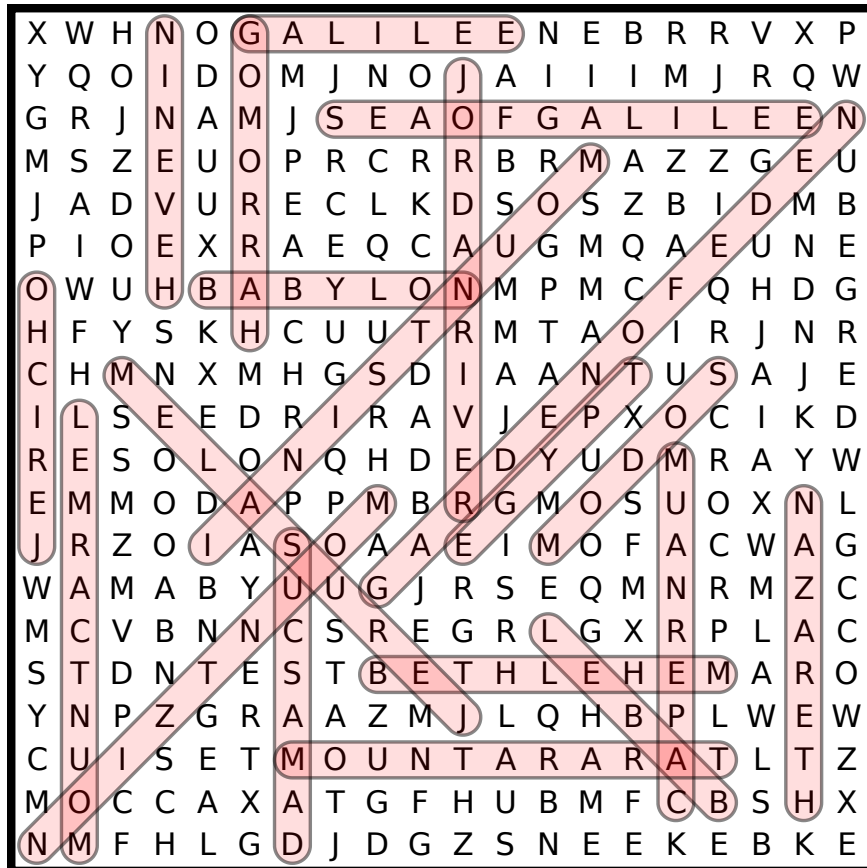 X W H N O G A L I L E E N E B R R V X P
Y Q O I D O M J N O J A I I I M J R Q W
G R J N A M J S E A O F G A L I L E E N
M S Z E U O P R C R R B R M A Z Z G E U
J A D V U R E C L K D S O S Z B I D M B
P I O E X R A E Q C A U G M Q A E U N E
O W U H B A B Y L O N M P M C F Q H D G
H F Y S K H C U U T R M T A O I R J N R
C H M N X M H G S D I A A N T U S A J E
I L S E E D R I R A V J E P X O C I K D
R E S O L O N Q H D E D Y U D M R A Y W
E M M O D A P P M B R G M O S U O X N L
J R Z O I A S O A A E I M O F A C W A G
W A M A B Y U U G J R S E Q M N R M Z C
M C V B N N C S R E G R L G X R P L A C
S T D N T E S T B E T H L E H E M A R O
Y N P Z G R A A Z M J L Q H B P L W E W
C U I S E T M O U N T A R A R A T L T Z
M O C C A X A T G F H U B M F C B S H X
N M F H L G D J D G Z S N E E K E B K E